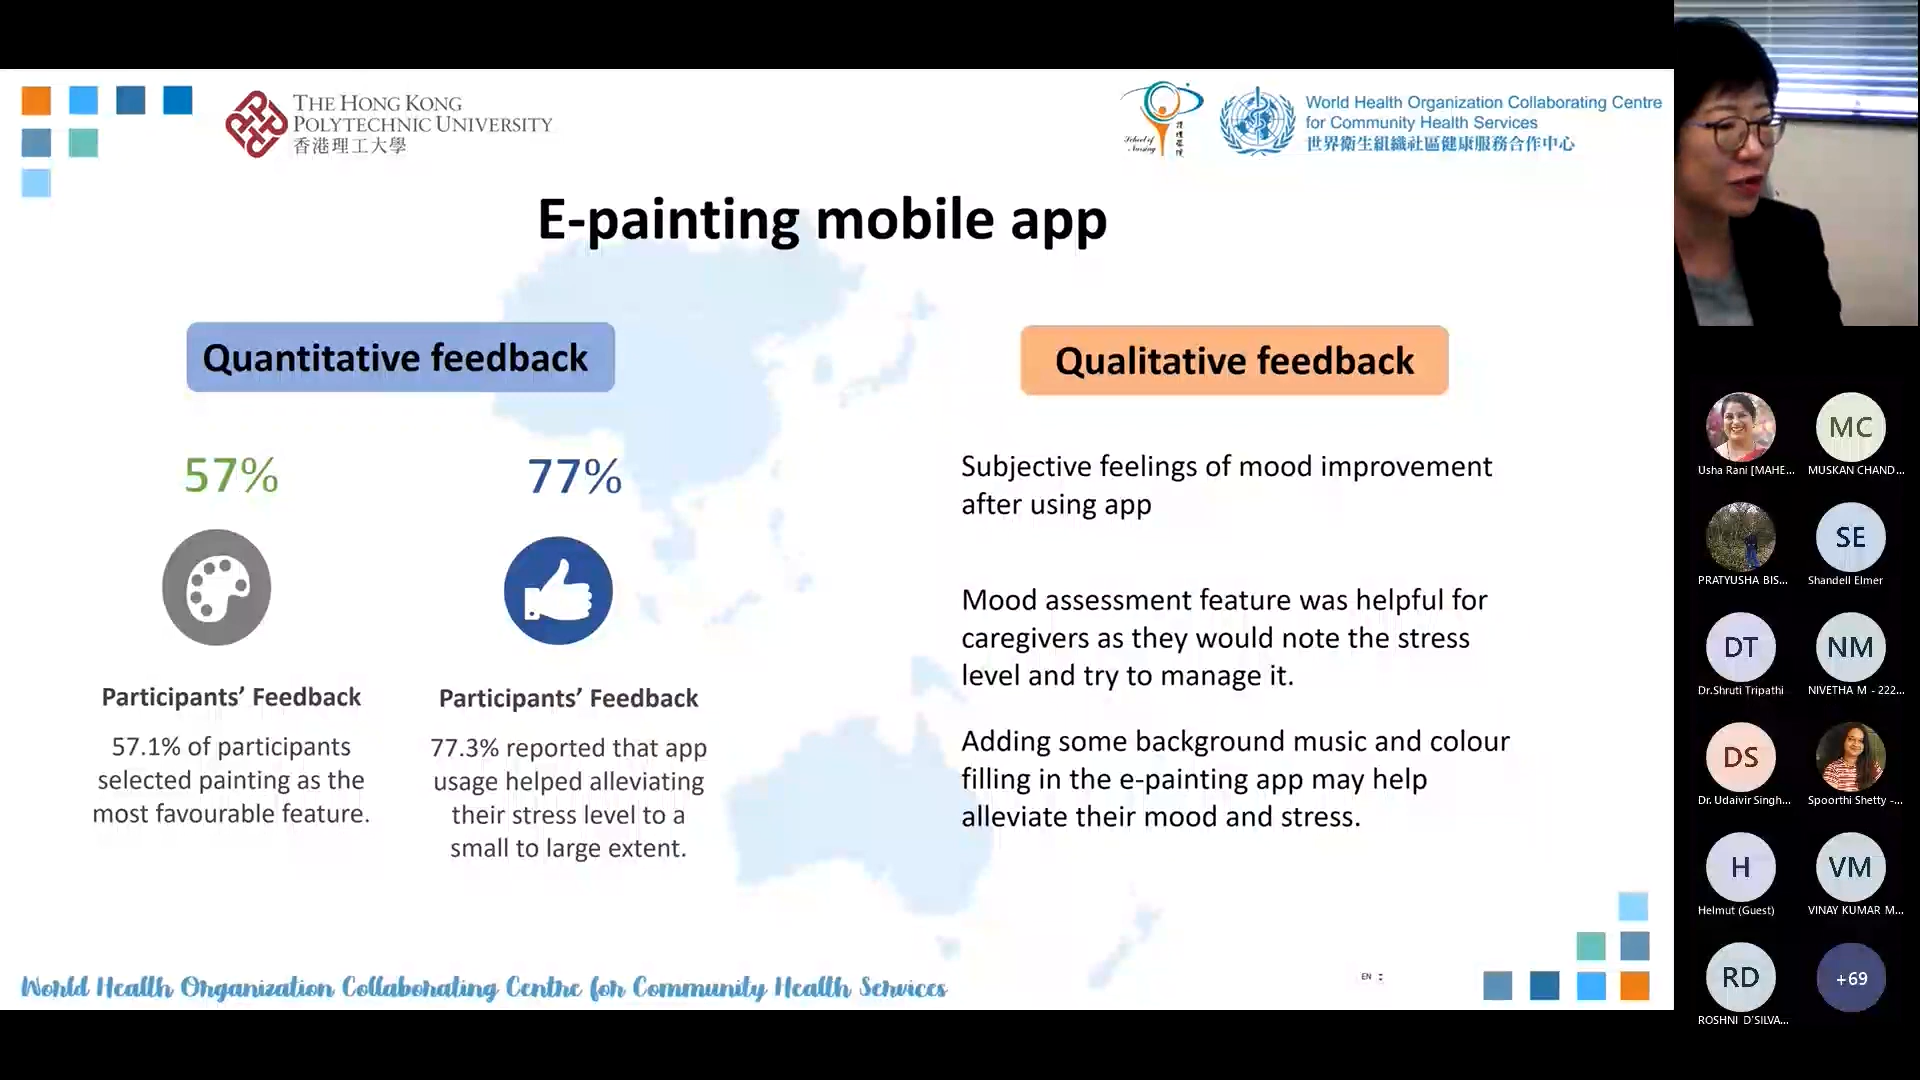 THE HONG KONG
POLYTECHNIC UNIVERSITY
香港理工大學
School of
Nursing
護理學院
World Health Organization Collaborating Centre
for Community Health Services
世界衛生組織社區健康服務合作中心
E-painting mobile app
Quantitative feedback
57%
77%
Participants’ Feedback
57.1% of participants
selected painting as the
most favourable feature.
Participants’ Feedback
77.3% reported that app
usage helped alleviating
their stress level to a
small to large extent.
Qualitative feedback
Subjective feelings of mood improvement
after using app
Mood assessment feature was helpful for
caregivers as they would note the stress
level and try to manage it.
Adding some background music and colour
filling in the e-painting app may help
alleviate their mood and stress.
World Health Organization Collaborating Centre for Community Health Services
EN
Usha Rani [MAHE...
MC
MUSKAN CHAND...
PRATYUSHA BIS...
SE
Shandell Elmer
DT
Dr.Shruti Tripathi
NM
NIVETHA M - 222...
DS
Dr. Udaivir Singh...
Spoorthi Shetty -...
H
Helmut (Guest)
VM
VINAY KUMAR M...
RD
ROSHNI D'SILVA...
+69